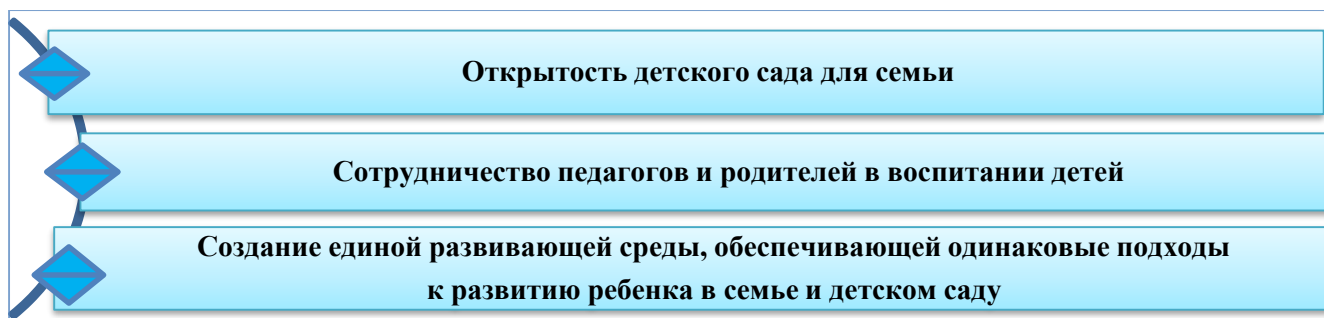 Открытость детского сада для семьи
Сотрудничество педагогов и родителей в воспитании детей
Создание единой развивающей среды, обеспечивающей одинаковые подходы
к развитию ребенка в семье и детском саду